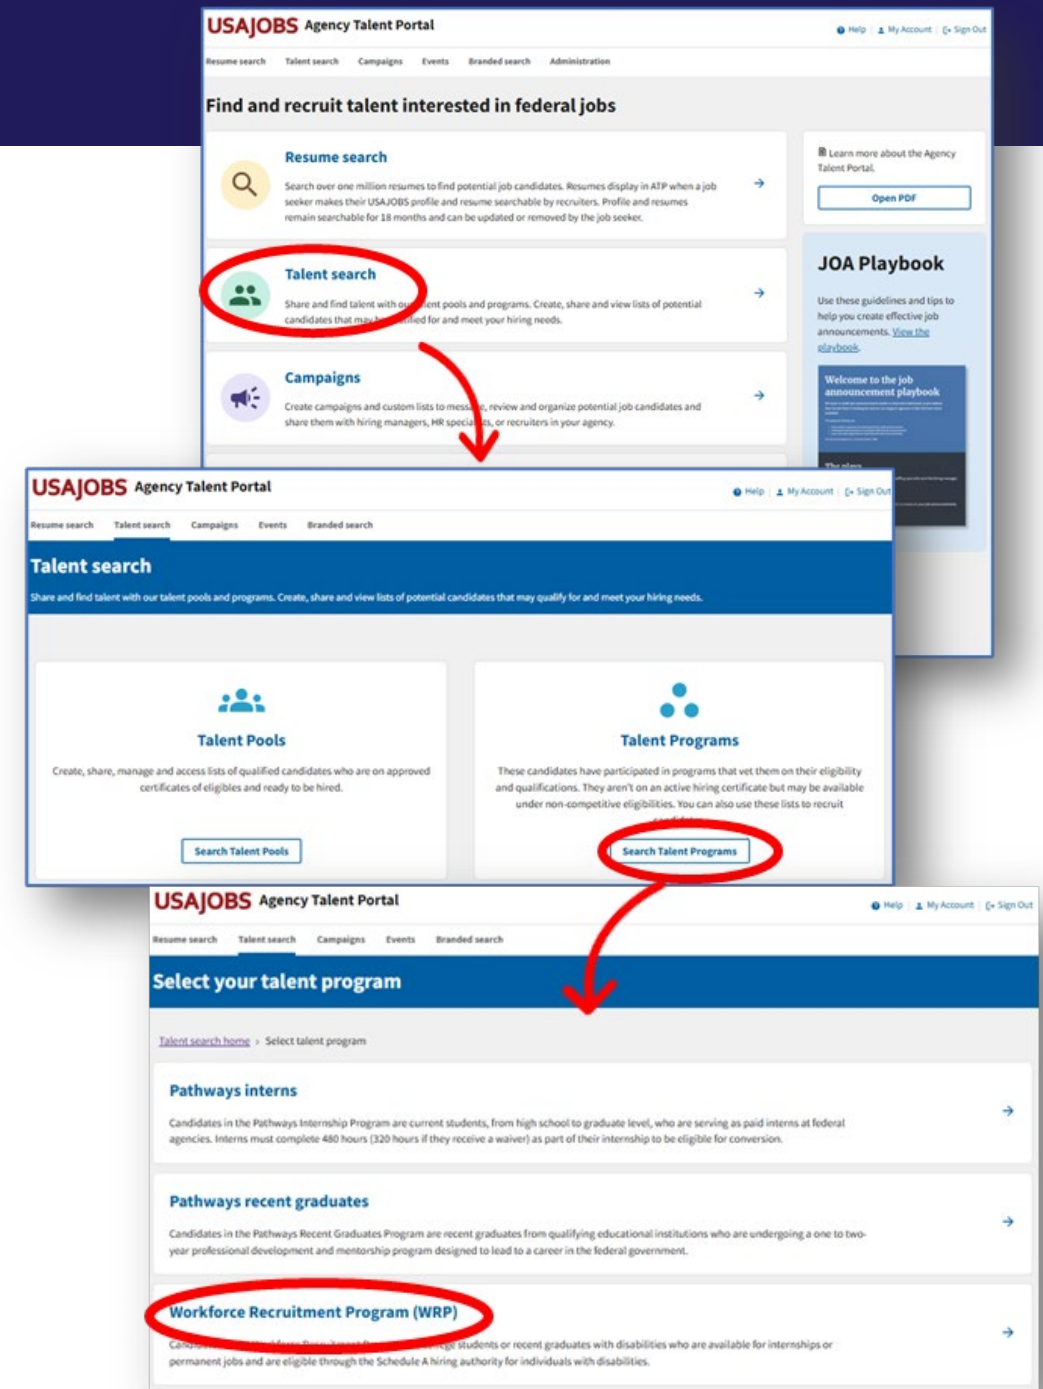 USAJOBS Agency Talent Portal
Help
My Account
Sign Out
Resume search
Talent search
Campaigns
Events
Branded search
Administration
Find and recruit talent interested in federal jobs
Resume search
Search over one million resumes to find potential job candidates. Resumes display in ATP when a job
seeker makes their USAJOBS profile and resume searchable by recruiters. Profile and resumes
remain searchable for 18 months and can be updated or removed by the job seeker.
Talent search
Share and find talent with our talent pools and programs. Create, share and view lists of potential
candidates that may be qualified for and meet your hiring needs.
Campaigns
Create campaigns and custom lists to message, review and organize potential job candidates and
share them with hiring managers, HR specialists, or recruiters in your agency.
Learn more about the Agency
Talent Portal.
Open PDF
JOA Playbook
Use these guidelines and tips to
help you create effective job
announcements. View the
playbook.
Welcome to the job
announcement playbook
The plays
USAJOBS Agency Talent Portal
Help
My Account
Sign Out
Resume search
Talent search
Campaigns
Events
Branded search
Talent search
Share and find talent with our talent pools and programs. Create, share and view lists of potential candidates that may qualify for and meet your hiring needs.
Talent Pools
Create, share, manage and access lists of qualified candidates who are on approved
certificates of eligibles and ready to be hired.
Search Talent Pools
Talent Programs
These candidates have participated in programs that vet them on their eligibility
and qualifications. They aren't on an active hiring certificate but may be available
under non-competitive eligibilities. You can also use these lists to recruit
candidates.
Search Talent Programs
USAJOBS Agency Talent Portal
Help
My Account
Sign Out
Resume search
Talent search
Campaigns
Events
Branded search
Select your talent program
Talent search home › Select talent program
Pathways interns
Candidates in the Pathways Internship Program are current students, from high school to graduate level, who are serving as paid interns at federal
agencies. Interns must complete 480 hours (320 hours if they receive a waiver) as part of their internship to be eligible for conversion.
Pathways recent graduates
Candidates in the Pathways Recent Graduates Program are recent graduates from qualifying educational institutions who are undergoing a one to two-
year professional development and mentorship program designed to lead to a career in the federal government.
Workforce Recruitment Program (WRP)
students or recent graduates with disabilities who are available for internships or
permanent jobs and are eligible through the Schedule A hiring authority for individuals with disabilities.